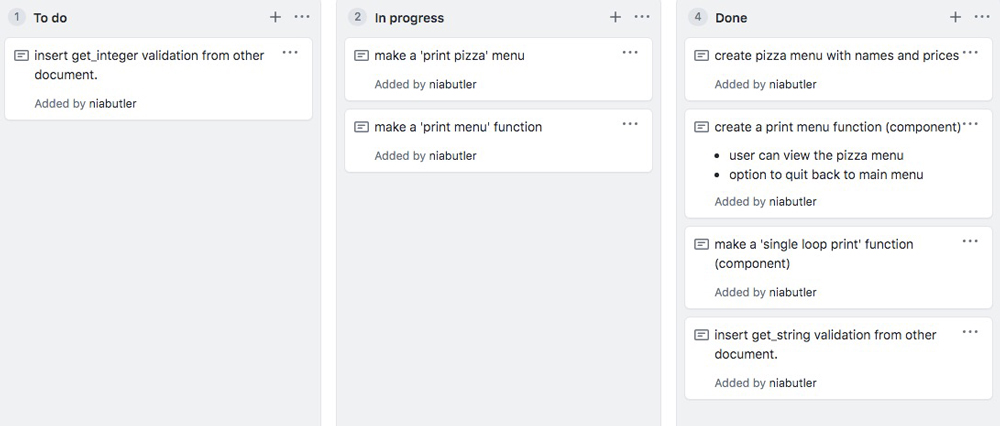 1 To do
insert get_integer validation from other
document.
Added by niabutler
2 In progress
make a 'print pizza' menu
Added by niabutler
make a 'print menu' function
Added by niabutler
4 Done
create pizza menu with names and prices
Added by niabutler
create a print menu function (component)
• user can view the pizza menu
• option to quit back to main menu
Added by niabutler
make a 'single loop print' function
(component)
Added by niabutler
insert get_string validation from other
document.
Added by niabutler